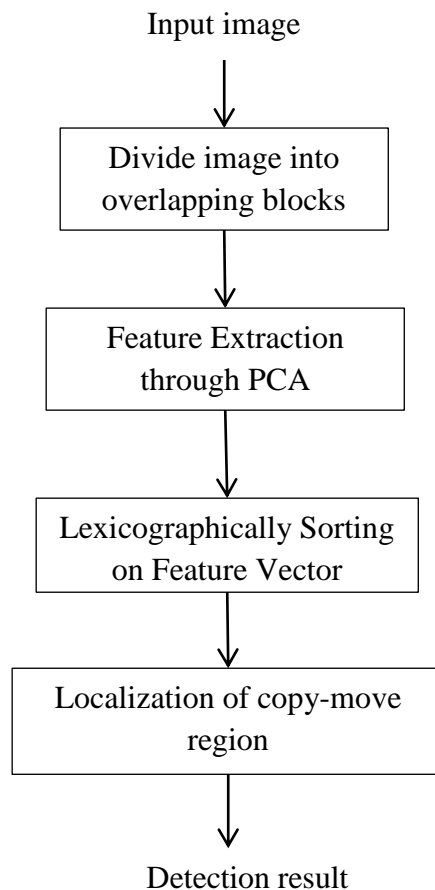 Input image
Divide image into
overlapping blocks
Feature Extraction
through PCA
Lexicographically Sorting
on Feature Vector
Localization of copy-move
region
Detection result